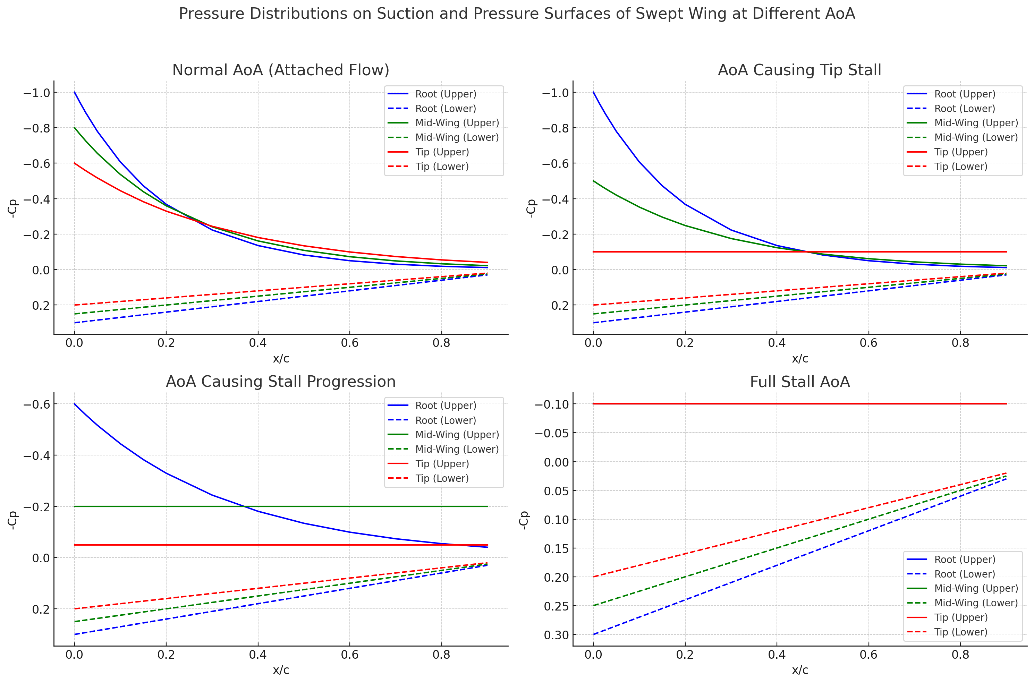 Pressure Distributions on Suction and Pressure Surfaces of Swept Wing at Different AoA
Normal AoA (Attached Flow)
−1.0
−0.8
−0.6
−0.4
−0.2
0.0
0.2
-Cp
0.0
0.2
0.4
0.6
0.8
x/c
Root (Upper)
Root (Lower)
Mid-Wing (Upper)
Mid-Wing (Lower)
Tip (Upper)
Tip (Lower)
AoA Causing Tip Stall
−1.0
−0.8
−0.6
−0.4
−0.2
0.0
0.2
-Cp
0.0
0.2
0.4
0.6
0.8
x/c
Root (Upper)
Root (Lower)
Mid-Wing (Upper)
Mid-Wing (Lower)
Tip (Upper)
Tip (Lower)
AoA Causing Stall Progression
−0.6
−0.4
−0.2
0.0
0.2
-Cp
0.0
0.2
0.4
0.6
0.8
x/c
Root (Upper)
Root (Lower)
Mid-Wing (Upper)
Mid-Wing (Lower)
Tip (Upper)
Tip (Lower)
Full Stall AoA
−0.10
−0.05
0.00
0.05
0.10
0.15
0.20
0.25
0.30
-Cp
0.0
0.2
0.4
0.6
0.8
x/c
Root (Upper)
Root (Lower)
Mid-Wing (Upper)
Mid-Wing (Lower)
Tip (Upper)
Tip (Lower)